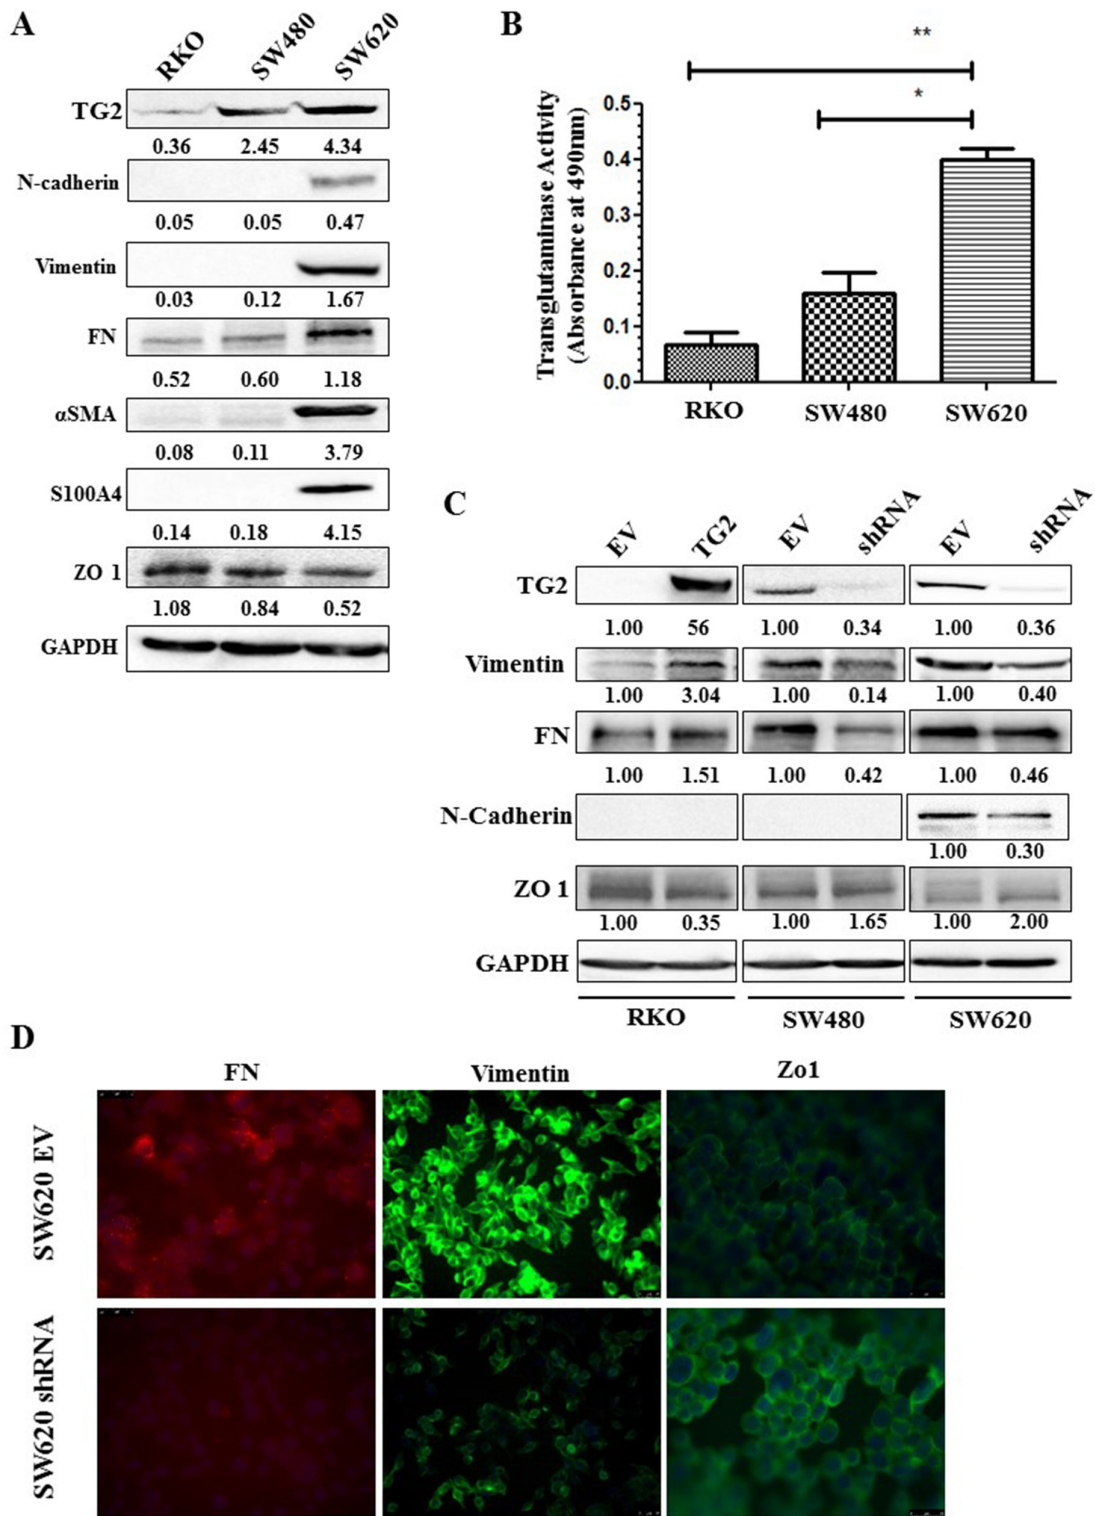 A
RKO SW480 SW620
TG2
0.36 2.45 4.34
N-cadherin
0.05 0.05 0.47
Vimentin
0.03 0.12 1.67
FN
0.52 0.60 1.18
αSMA
0.08 0.11 3.79
S100A4
0.14 0.18 4.15
ZO 1
1.08 0.84 0.52
GAPDH
B
**
*
Transglutaminase Activity
(Absorbance at 490nm)
0.5
0.4
0.3
0.2
0.1
0.0
RKO SW480 SW620
C
EV TG2 EV shRNA EV shRNA
TG2
1.00 56 1.00 0.34 1.00 0.36
Vimentin
1.00 3.04 1.00 0.14 1.00 0.40
FN
1.00 1.51 1.00 0.42 1.00 0.46
N-Cadherin
1.00 0.30
ZO 1
1.00 0.35 1.00 1.65 1.00 2.00
GAPDH
RKO SW480 SW620
D
FN Vimentin Zo1
SW620 EV
SW620 shRNA